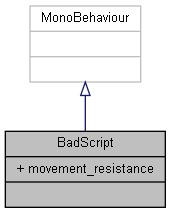 MonoBehaviour
BadScript
+ movement_resistance